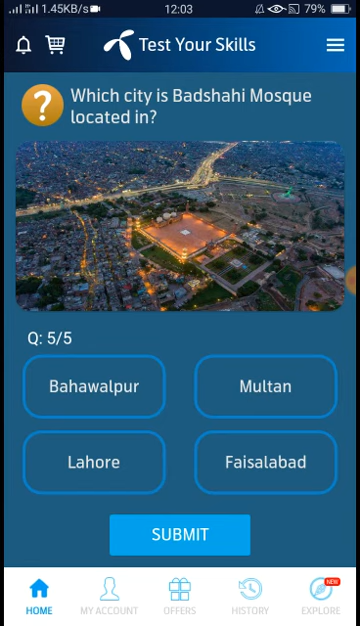 1.45KB/s
12:03
79%
Test Your Skills
?
Which city is Badshahi Mosque
located in?
Q: 5/5
Bahawalpur
Multan
Lahore
Faisalabad
SUBMIT
NEW
HOME
MY ACCOUNT
OFFERS
HISTORY
EXPLORE